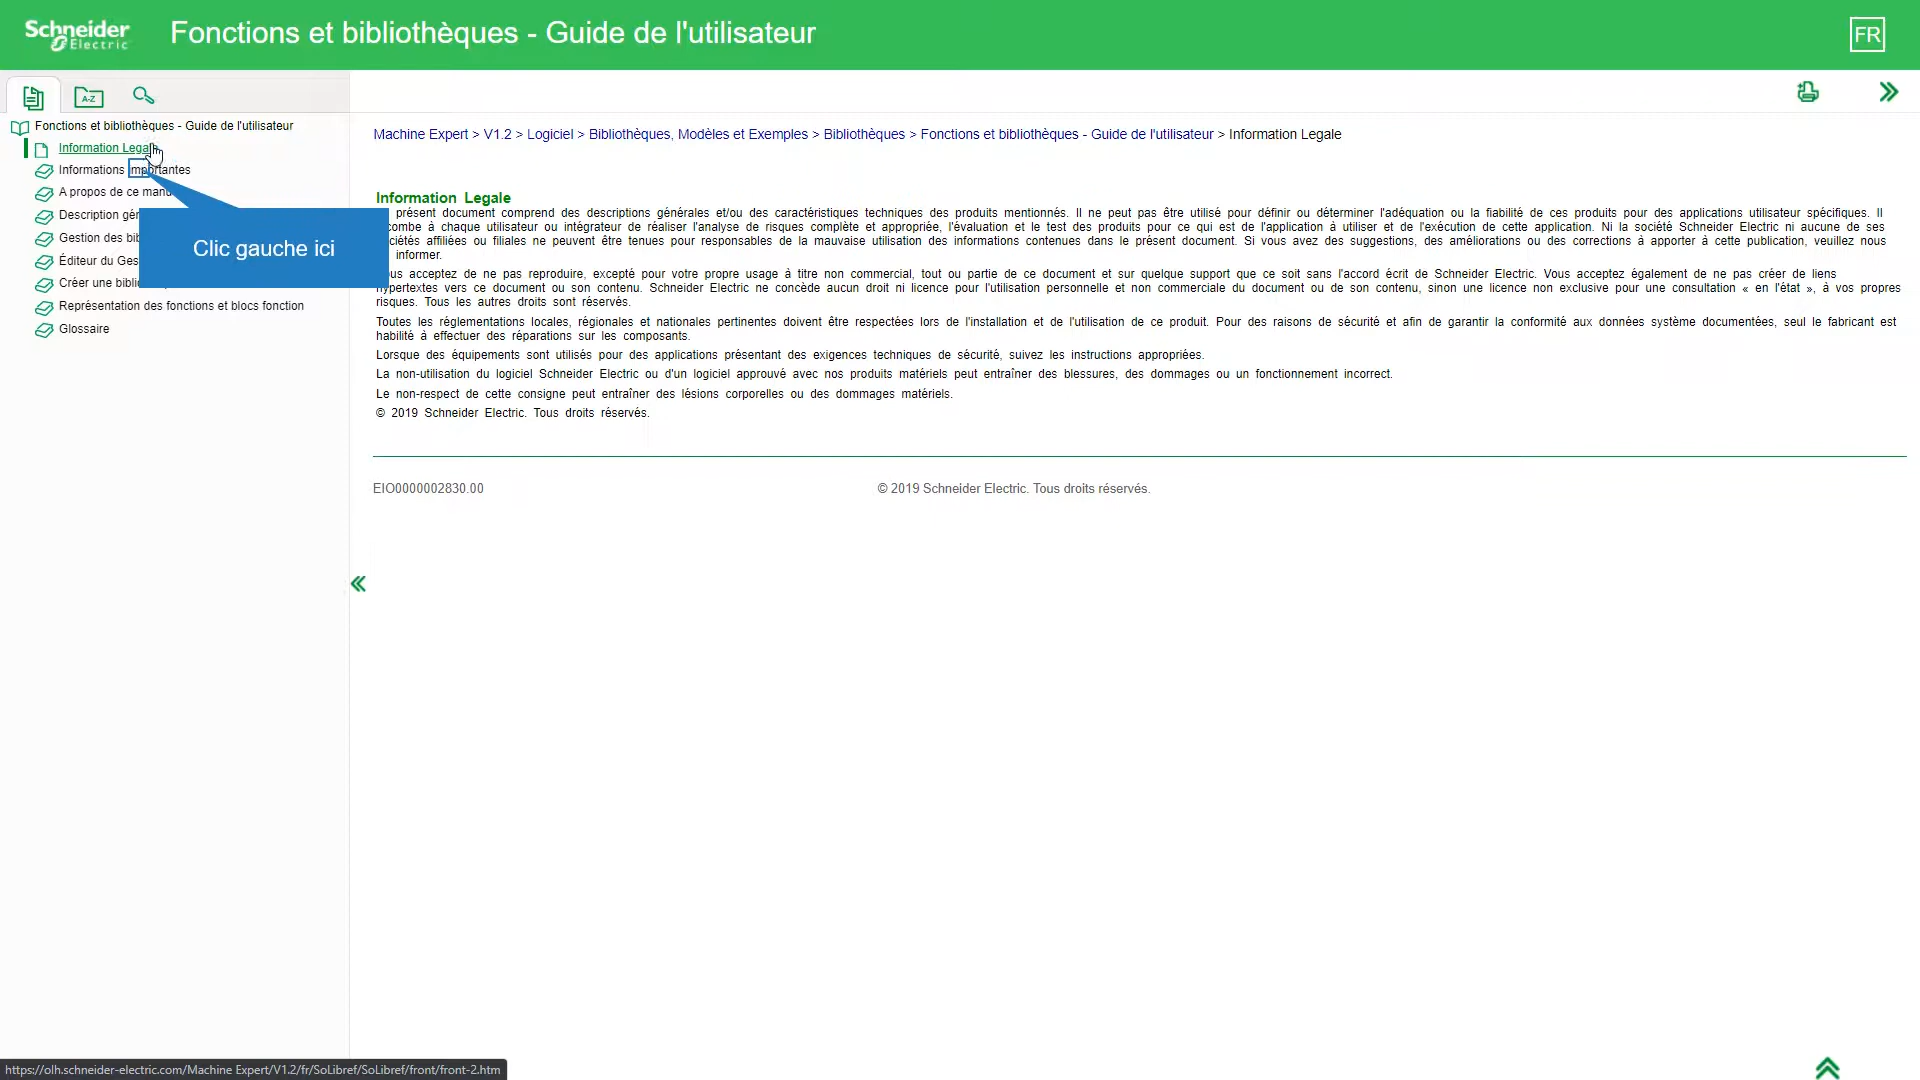 Schneider
Electric
Fonctions et bibliothèques - Guide de l'utilisateur
FR
A-Z
Fonctions et bibliothèques - Guide de l'utilisateur
Information Legale
Informations importantes
A propos de ce manu
Description gén
Gestion des bib
Éditeur du Ges
Créer une biblio
Représentation des fonctions et blocs fonction
Glossaire
Clic gauche ici
Machine Expert > V1.2 > Logiciel > Bibliothèques, Modèles et Exemples > Bibliothèques > Fonctions et bibliothèques - Guide de l'utilisateur > Information Legale
Information Legale
présent document comprend des descriptions générales et/ou des caractéristiques techniques des produits mentionnés. Il ne peut pas être utilisé pour définir ou déterminer l'adéquation ou la fiabilité de ces produits pour des applications utilisateur spécifiques. Il
combe à chaque utilisateur ou intégrateur de réaliser l'analyse de risques complète et appropriée, l'évaluation et le test des produits pour ce qui est de l'application à utiliser et de l'exécution de cette application. Ni la société Schneider Electric ni aucune de ses
ciétés affiliées ou filiales ne peuvent être tenues pour responsables de la mauvaise utilisation des informations contenues dans le présent document. Si vous avez des suggestions, des améliorations ou des corrections à apporter à cette publication, veuillez nous
informer.
us acceptez de ne pas reproduire, excepté pour votre propre usage à titre non commercial, tout ou partie de ce document et sur quelque support que ce soit sans l'accord écrit de Schneider Electric. Vous acceptez également de ne pas créer de liens
hypertextes vers ce document ou son contenu. Schneider Electric ne concède aucun droit ni licence pour l'utilisation personnelle et non commerciale du document ou de son contenu, sinon une licence non exclusive pour une consultation « en l'état », à vos propres
risques. Tous les autres droits sont réservés.
Toutes les réglementations locales, régionales et nationales pertinentes doivent être respectées lors de l'installation et de l'utilisation de ce produit. Pour des raisons de sécurité et afin de garantir la conformité aux données système documentées, seul le fabricant est
habilité à effectuer des réparations sur les composants.
Lorsque des équipements sont utilisés pour des applications présentant des exigences techniques de sécurité, suivez les instructions appropriées.
La non-utilisation du logiciel Schneider Electric ou d'un logiciel approuvé avec nos produits matériels peut entraîner des blessures, des dommages ou un fonctionnement incorrect.
Le non-respect de cette consigne peut entraîner des lésions corporelles ou des dommages matériels.
© 2019 Schneider Electric. Tous droits réservés.
EIO0000002830.00
© 2019 Schneider Electric. Tous droits réservés.
https://olh.schneider-electric.com/Machine Expert/V1.2/fr/SoLibref/SoLibref/front/front-2.htm